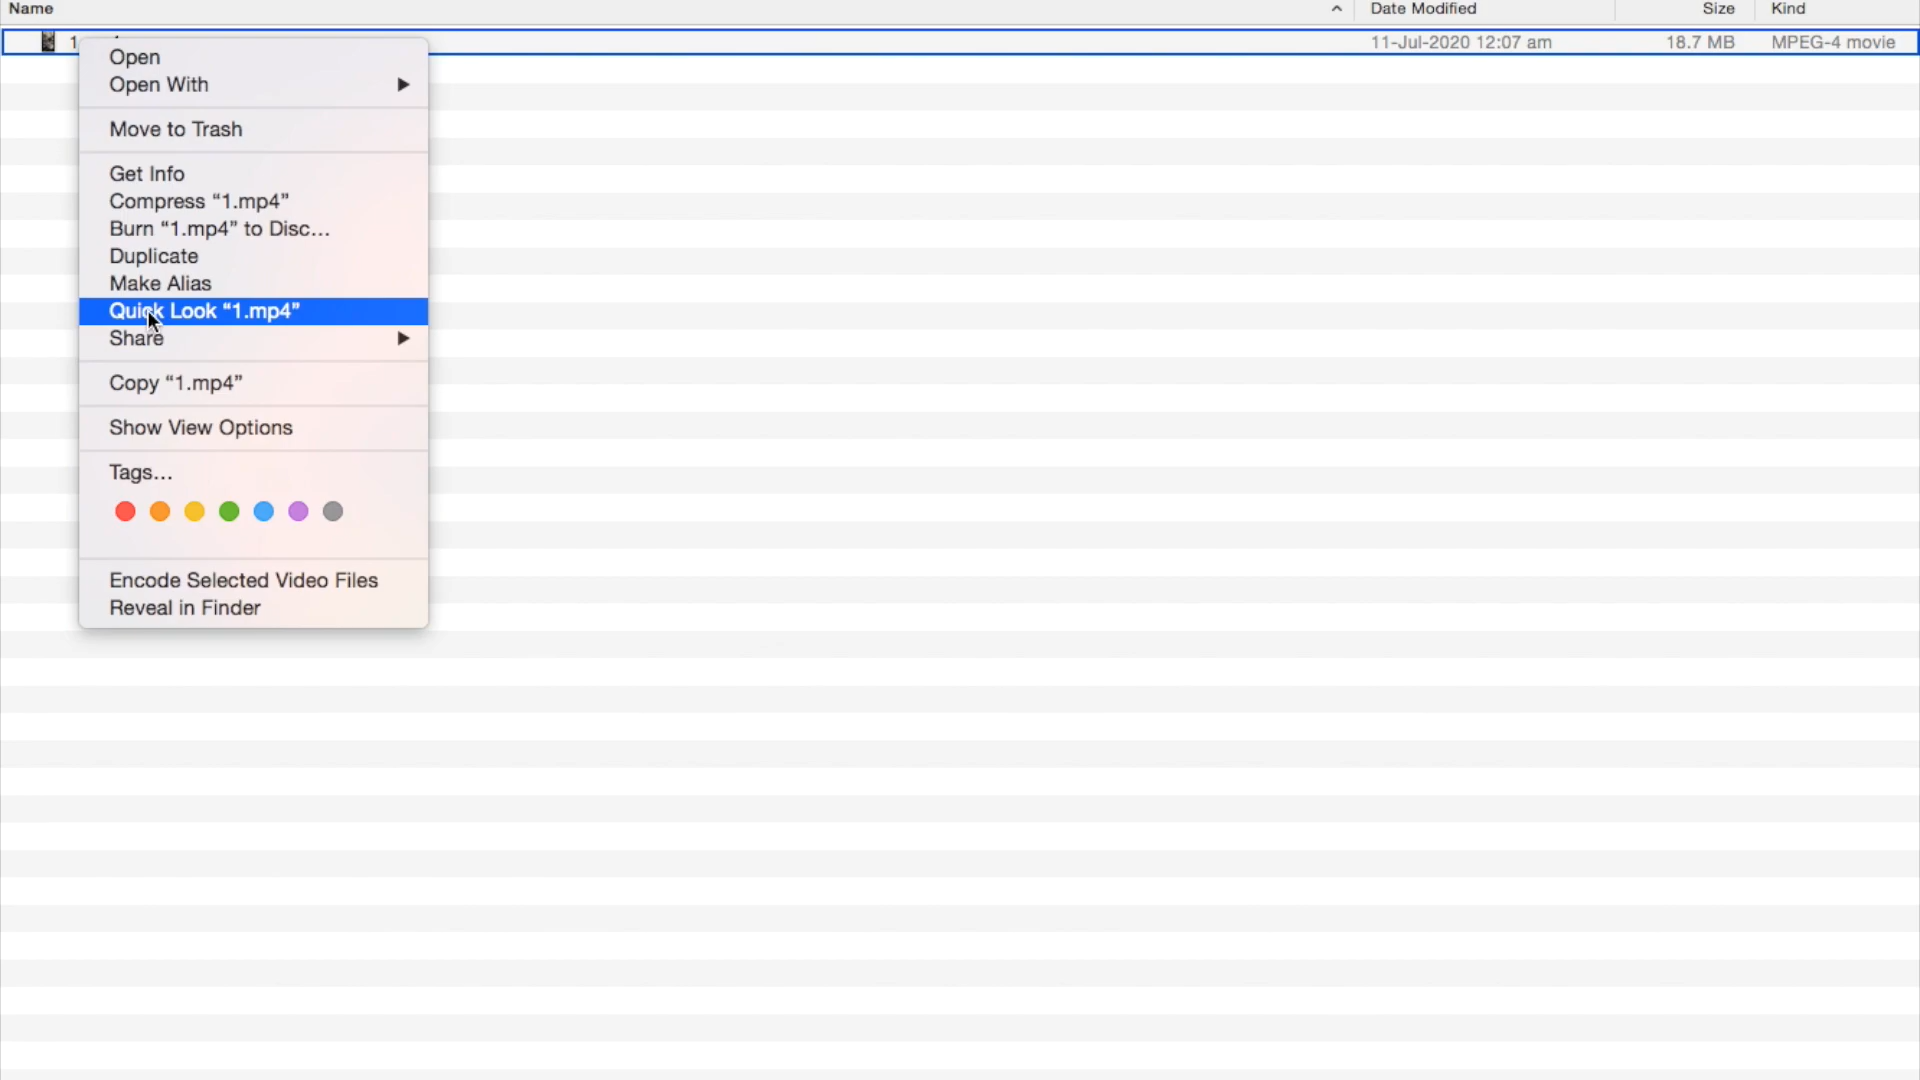 Name Date Modified Size Kind
1 11-Jul-2020 12:07 am 18.7 MB MPEG-4 movie
Open
Open With
Move to Trash
Get Info
Compress “1.mp4”
Burn “1.mp4” to Disc...
Duplicate
Make Alias
Quick Look “1.mp4”
Share
Copy “1.mp4”
Show View Options
Tags...
Encode Selected Video Files
Reveal in Finder